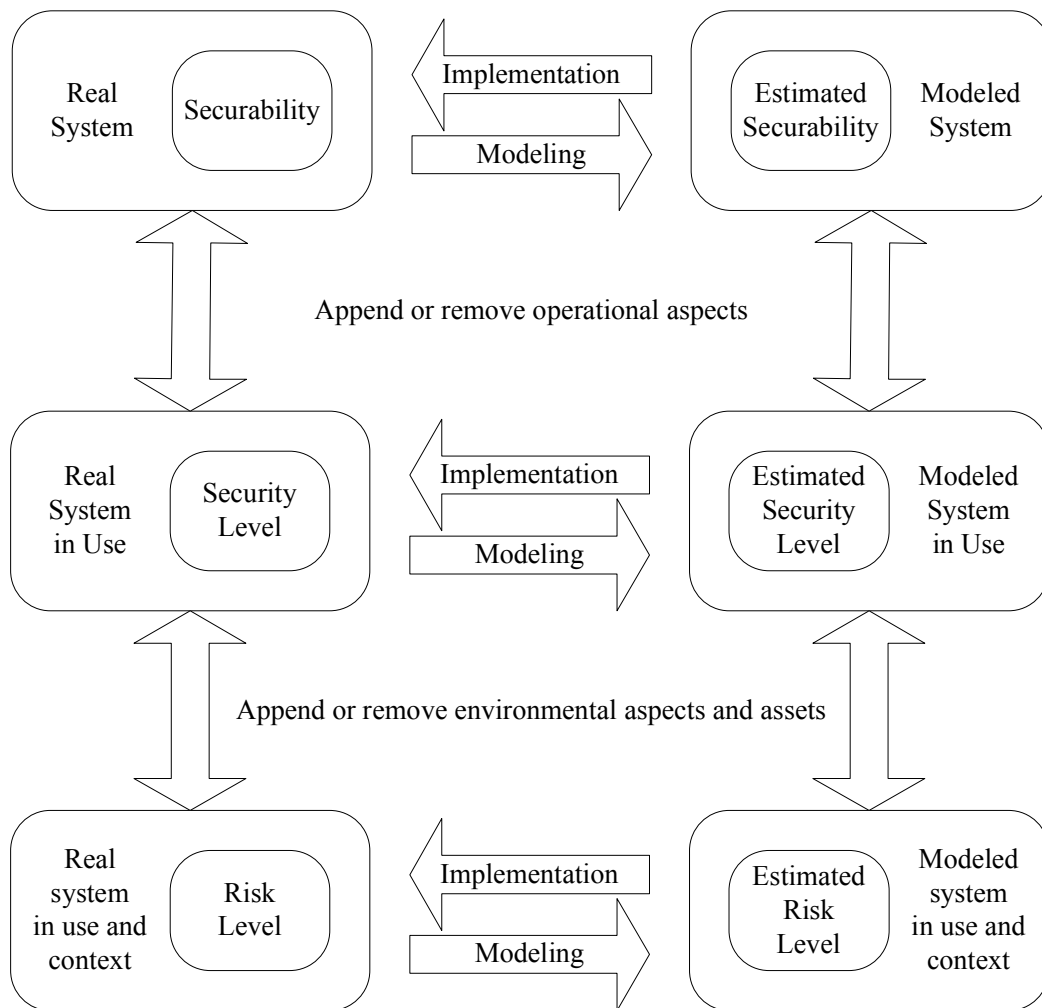 Real
System
Securability
Implementation
Modeling
Estimated
Securability
Modeled
System
Append or remove operational aspects
Real
System
in Use
Security
Level
Implementation
Modeling
Estimated
Security
Level
Modeled
System
in Use
Append or remove environmental aspects and assets
Real
system
in use and
context
Risk
Level
Implementation
Modeling
Estimated
Risk
Level
Modeled
system
in use and
context